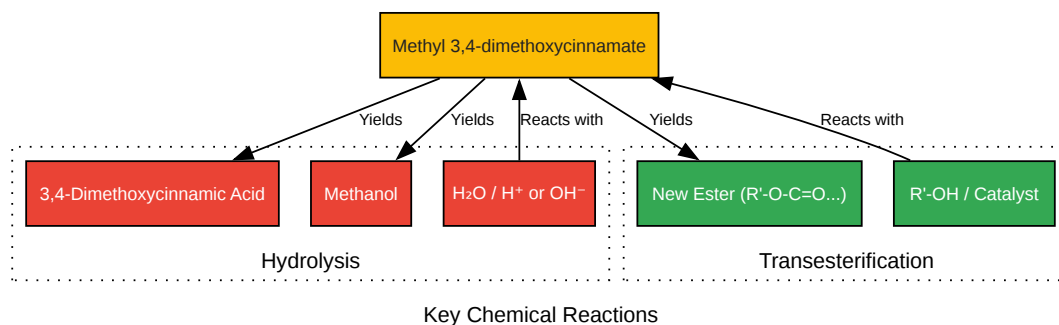 Methyl 3,4-dimethoxycinnamate
Yields
Yields
Reacts with
Yields
Reacts with
3,4-Dimethoxycinnamic Acid
Methanol
H₂O / H⁺ or OH⁻
New Ester (R'-O-C=O...)
R'-OH / Catalyst
Hydrolysis
Transesterification
Key Chemical Reactions